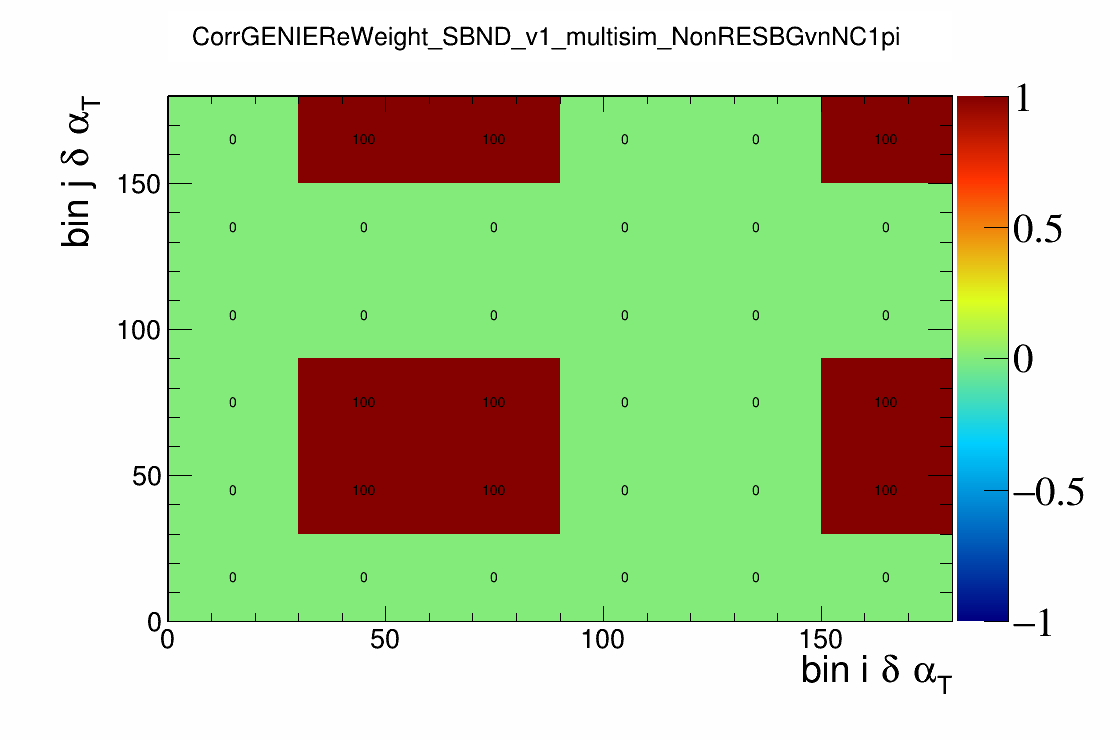 CorrGENIEReWeight_SBND_v1_multisim_NonRESBGvnNC1pi
bin j δ α_T
150
100
50
0
0 100 100 0 0 100
0 0 0 0 0 0
0 0 0 0 0 0
0 100 100 0 0 100
0 100 100 0 0 100
0 0 0 0 0 0
0 50 100 150
bin i δ α_T
1
0.5
0
−0.5
−1